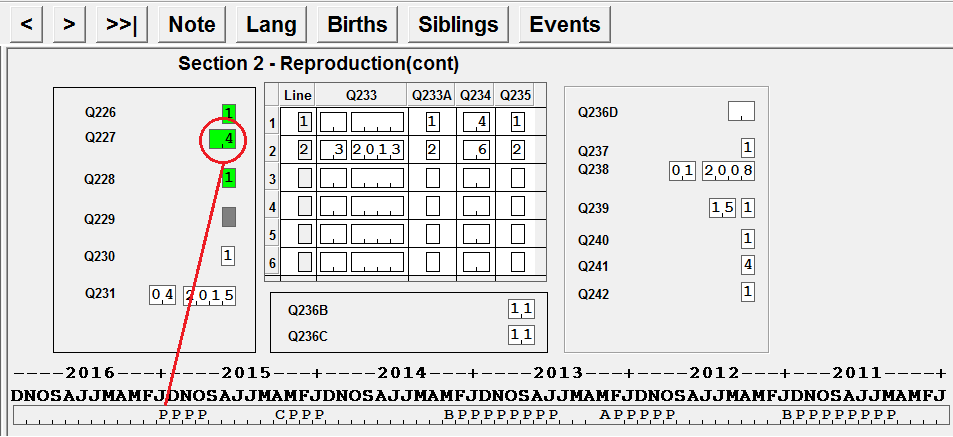 < > >>| Note Lang Births Siblings Events
Section 2 - Reproduction(cont)
Q226 1
Q227 4
Q228 1
Q229
Q230 1
Q231 04 2015
Line Q233 Q233A Q234 Q235
1 1 1 4 1
2 2 3 2013 2 6 2
3
4
5
6
Q236B 11
Q236C 11
Q236D
Q237 1
Q238 01 2008
Q239 15 1
Q240 1
Q241 4
Q242 1
----2016---+----2015---+----2014---+----2013---+----2012---+----2011---+
DNOSAJJMAMFJDNOSAJJMAMFJDNOSAJJMAMFJDNOSAJJMAMFJDNOSAJJMAMFJDNOSAJJMAMFJ
PPPP CPPP BPPPPPPPP APPPPP BPPPPPPPP